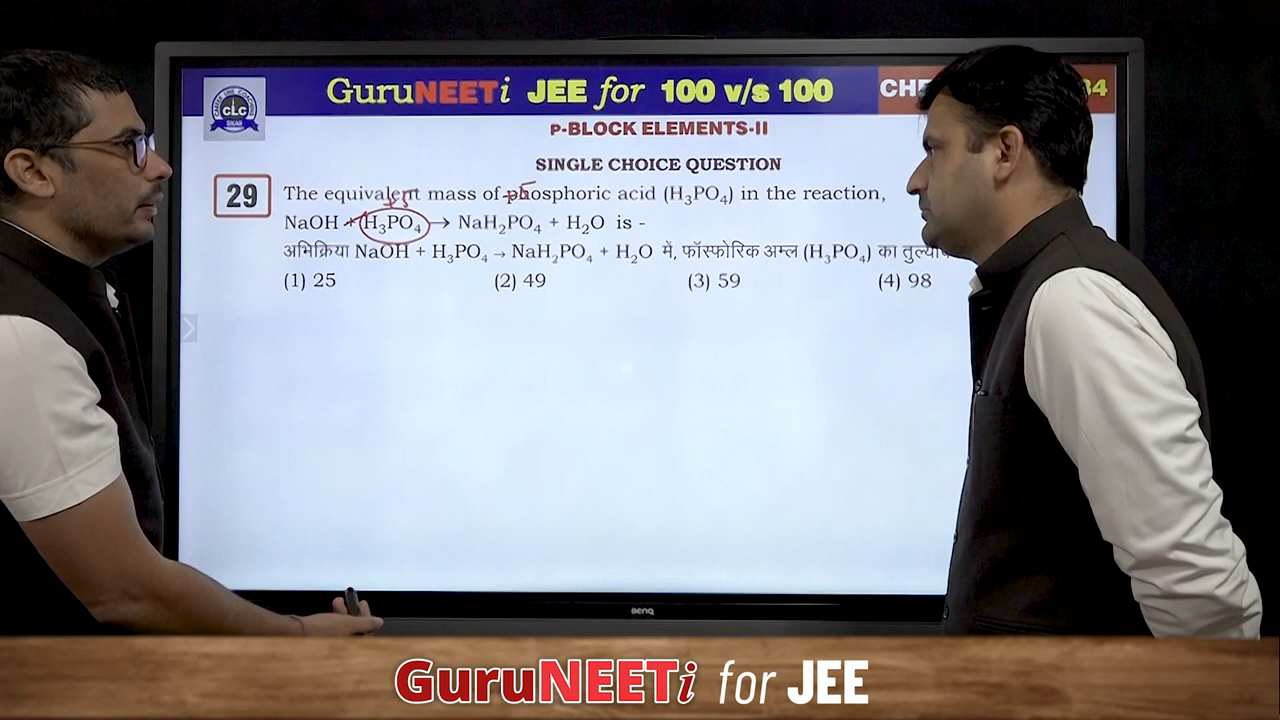 GuruNEETi JEE for 100 v/s 100
CLC
SIKAR
34
P-BLOCK ELEMENTS-II
SINGLE CHOICE QUESTION
29
The equivalent mass of phosphoric acid (H₃PO₄) in the reaction,
+5 +5
NaOH + H₃PO₄ → NaH₂PO₄ + H₂O is -
अभिक्रिया NaOH + H₃PO₄ → NaH₂PO₄ + H₂O में, फॉस्फोरिक अम्ल (H₃PO₄) का
(1) 25 (2) 49 (3) 59 (4) 98
BENQ
GuruNEETi for JEE